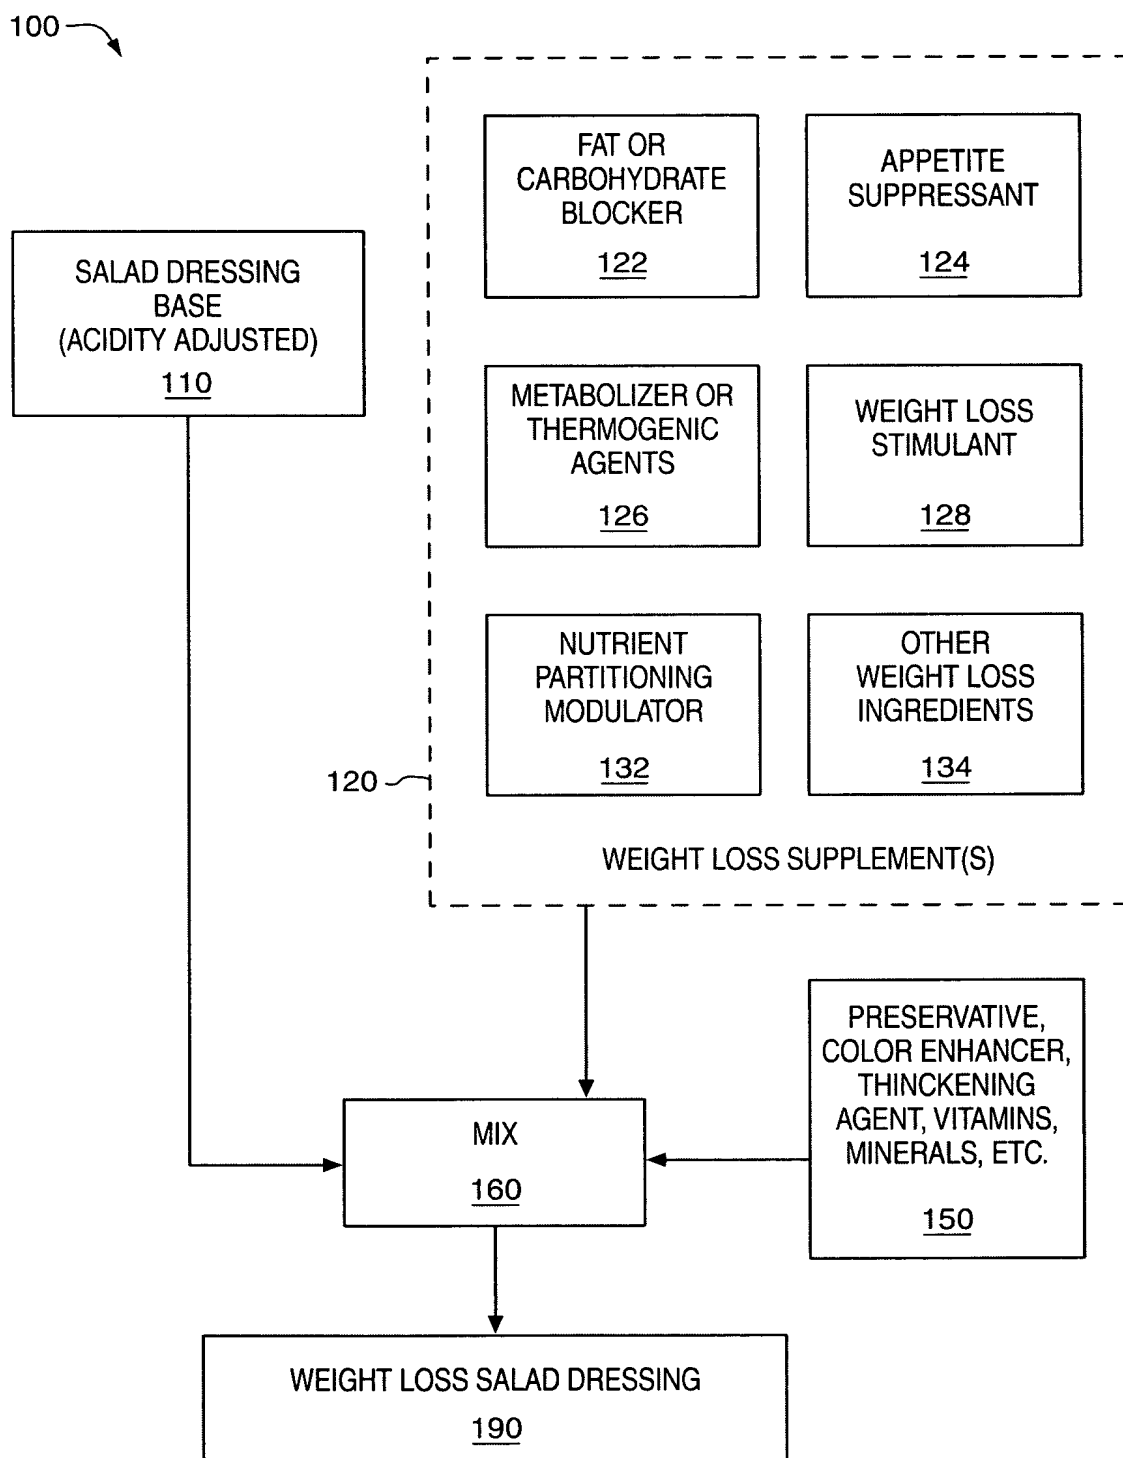 100
SALAD DRESSING
BASE
(ACIDITY ADJUSTED)
110
FAT OR
CARBOHYDRATE
BLOCKER
122
APPETITE
SUPPRESSANT
124
METABOLIZER OR
THERMOGENIC
AGENTS
126
WEIGHT LOSS
STIMULANT
128
NUTRIENT
PARTITIONING
MODULATOR
132
OTHER
WEIGHT LOSS
INGREDIENTS
134
120
WEIGHT LOSS SUPPLEMENT(S)
PRESERVATIVE,
COLOR ENHANCER,
THINCKENING
AGENT, VITAMINS,
MINERALS, ETC.
150
MIX
160
WEIGHT LOSS SALAD DRESSING
190